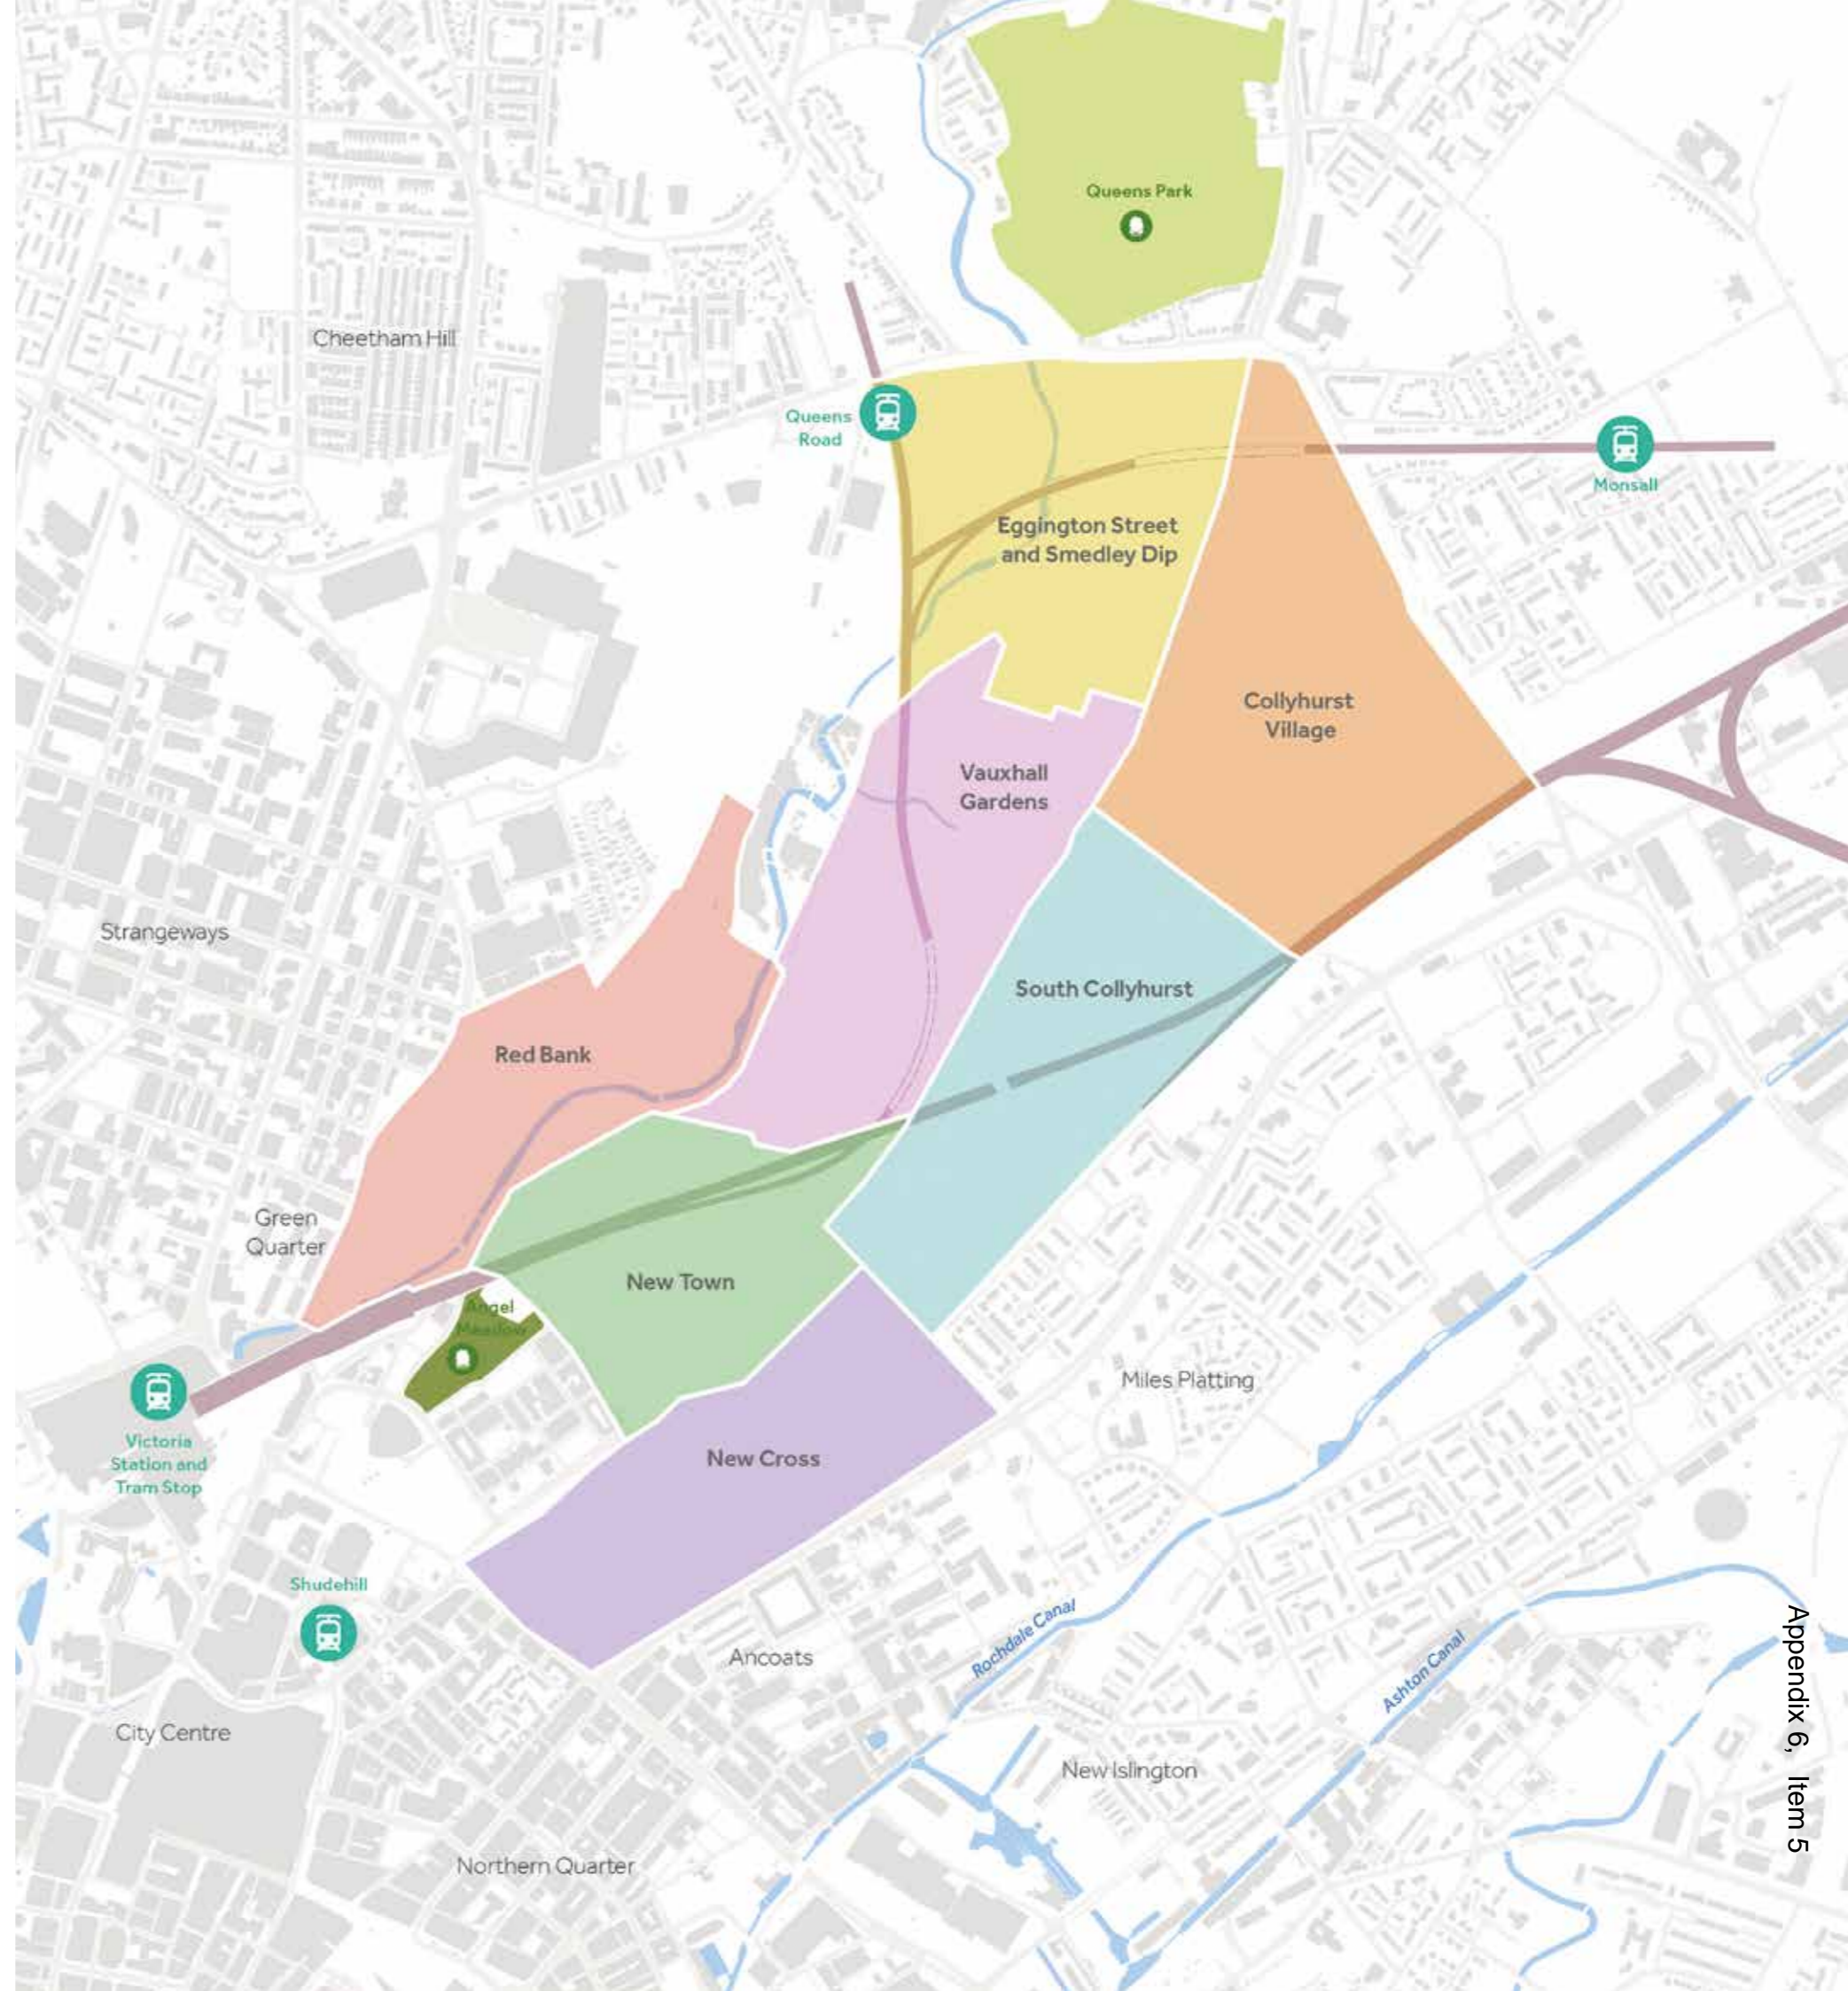 Queens Park
Cheetham Hill
Queens
Road
Monsall
Eggington Street
and Smedley Dip
Collyhurst
Village
Vauxhall
Gardens
Strangeways
South Collyhurst
Red Bank
Green
Quarter
New Town
Angel
Meadow
Miles Platting
Victoria
Station and
Tram Stop
New Cross
Shudehill
Rochdale Canal
Ancoats
Ashton Canal
City Centre
New Islington
Northern Quarter
Appendix 6, Item 5